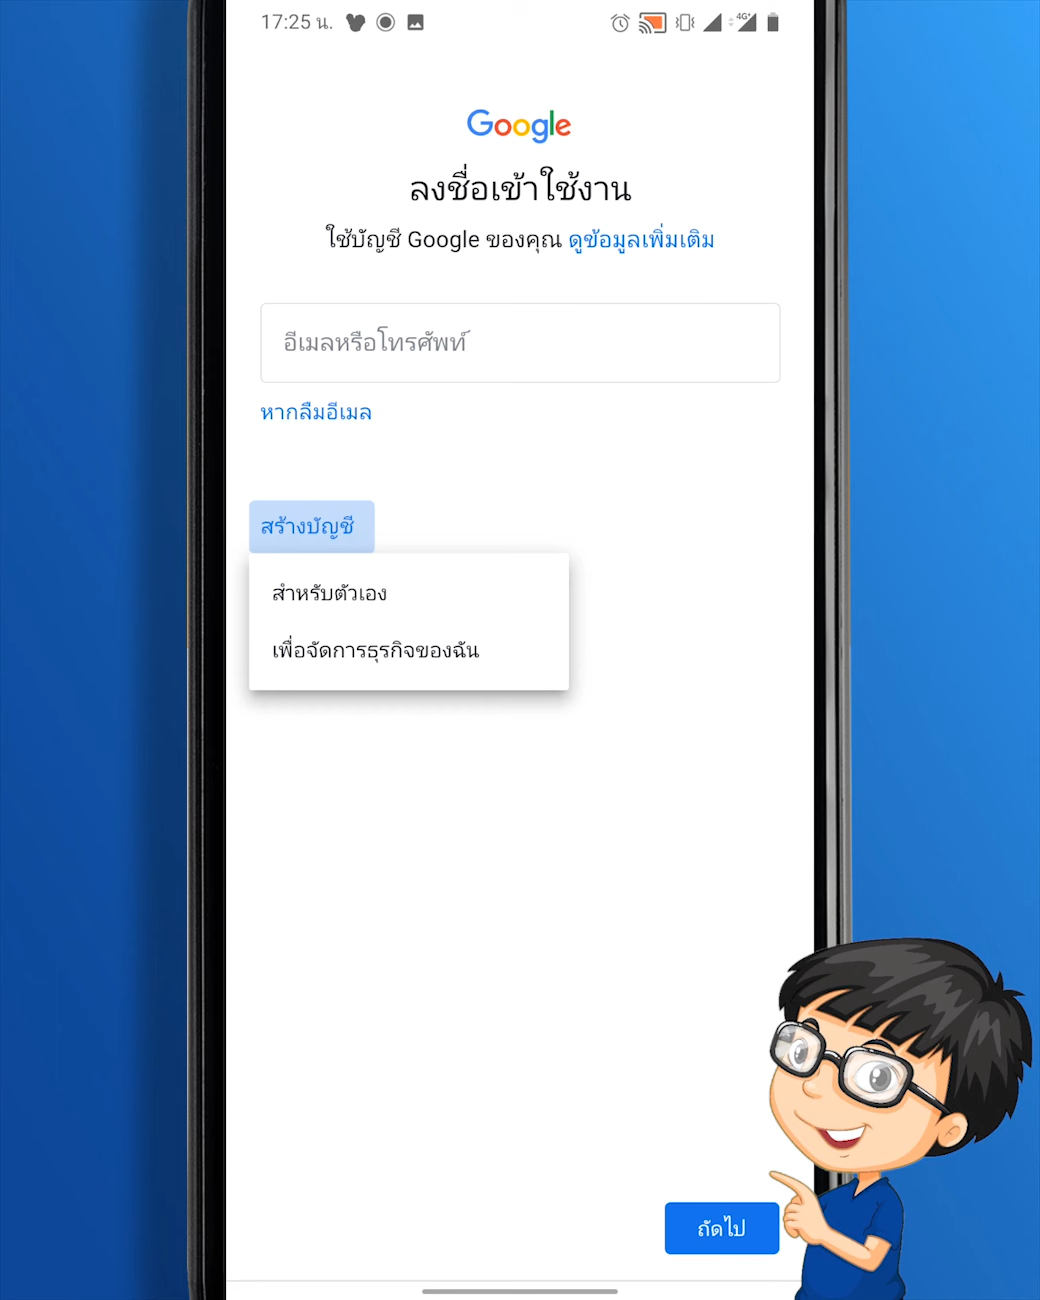 17:25 น.
4G+
Google
ลงชื่อเข้าใช้งาน
ใช้บัญชี Google ของคุณ ดูข้อมูลเพิ่มเติม
อีเมลหรือโทรศัพท์
หากลืมอีเมล
สร้างบัญชี
สำหรับตัวเอง
เพื่อจัดการธุรกิจของฉัน
ถัดไป